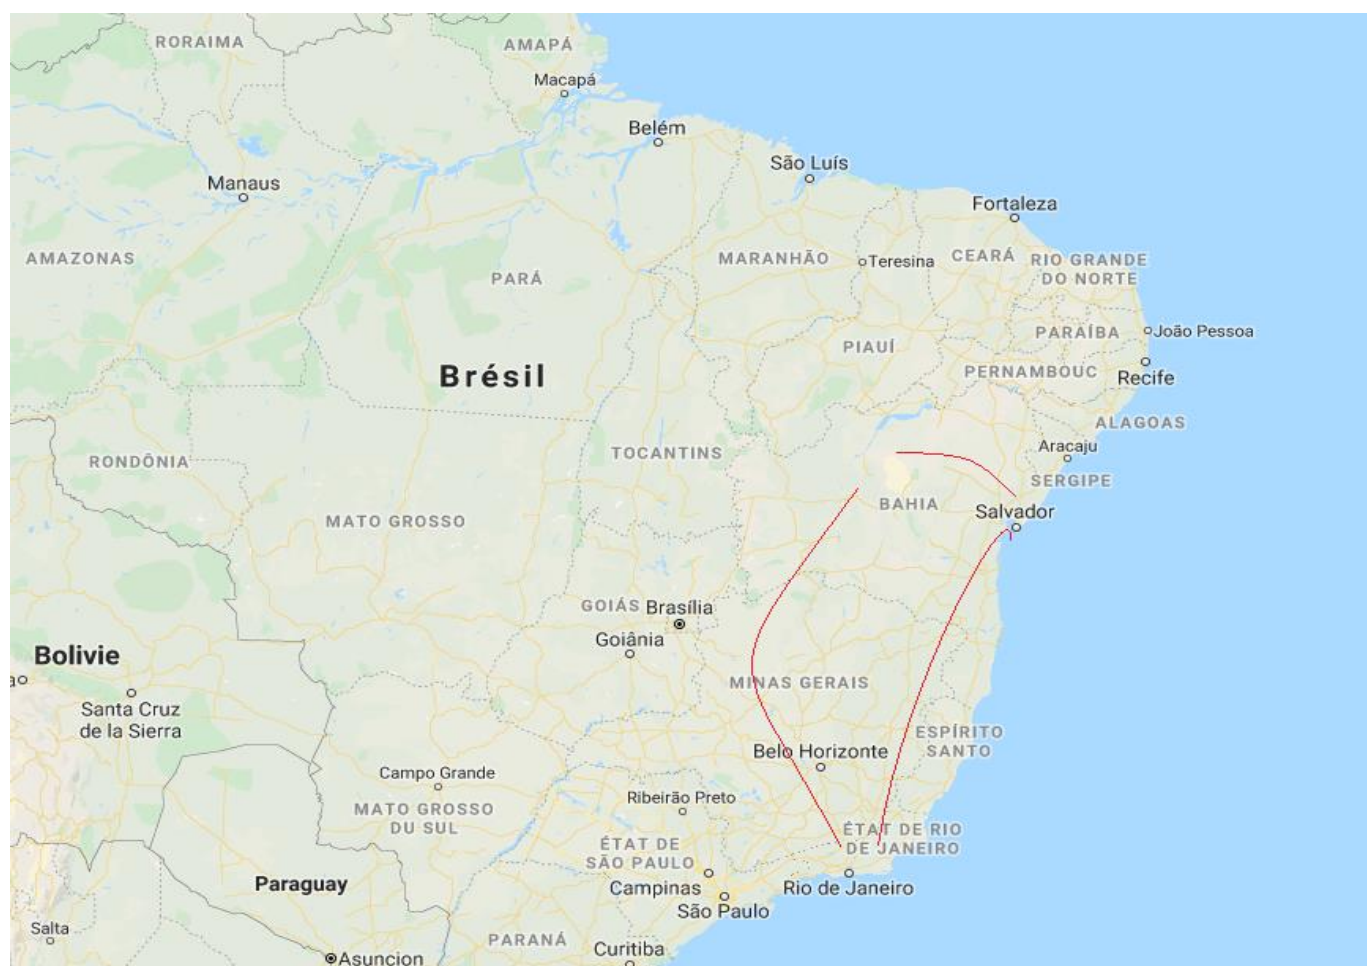 RORAIMA
AMAPÁ
Macapá
Belém
São Luís
Manaus
Fortaleza
AMAZONAS
MARANHÃO
Teresina
CEARÁ
RIO GRANDE
DO NORTE
PARÁ
PARAÍBA
João Pessoa
PIAUÍ
Brésil
PERNAMBOUC
Recife
ALAGOAS
Aracaju
TOCANTINS
RONDÔNIA
SERGIPE
BAHIA
Salvador
MATO GROSSO
GOIÁS
Brasília
Goiânia
Bolivie
MINAS GERAIS
Santa Cruz
de la Sierra
ESPÍRITO
SANTO
Belo Horizonte
Campo Grande
Ribeirão Preto
MATO GROSSO
DU SUL
ÉTAT DE RIO
DE JANEIRO
ÉTAT DE
SÃO PAULO
Paraguay
Campinas
Rio de Janeiro
São Paulo
Salta
PARANÁ
Curitiba
Asuncion